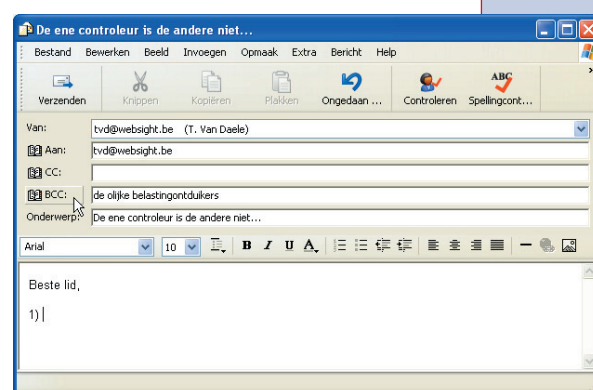 De ene controleur is de andere niet...
Bestand Bewerken Beeld Invoegen Opmaak Extra Bericht Help
Verzenden Knippen Kopiëren Plakken Ongedaan ... Controleren ABC Spellingcont... »
Van: tvd@websight.be (T. Van Daele)
Aan: tvd@websight.be
CC:
BCC: de olijke belastingontduikers
Onderwerp: De ene controleur is de andere niet...
Arial 10 B I U A
Beste lid,
1)